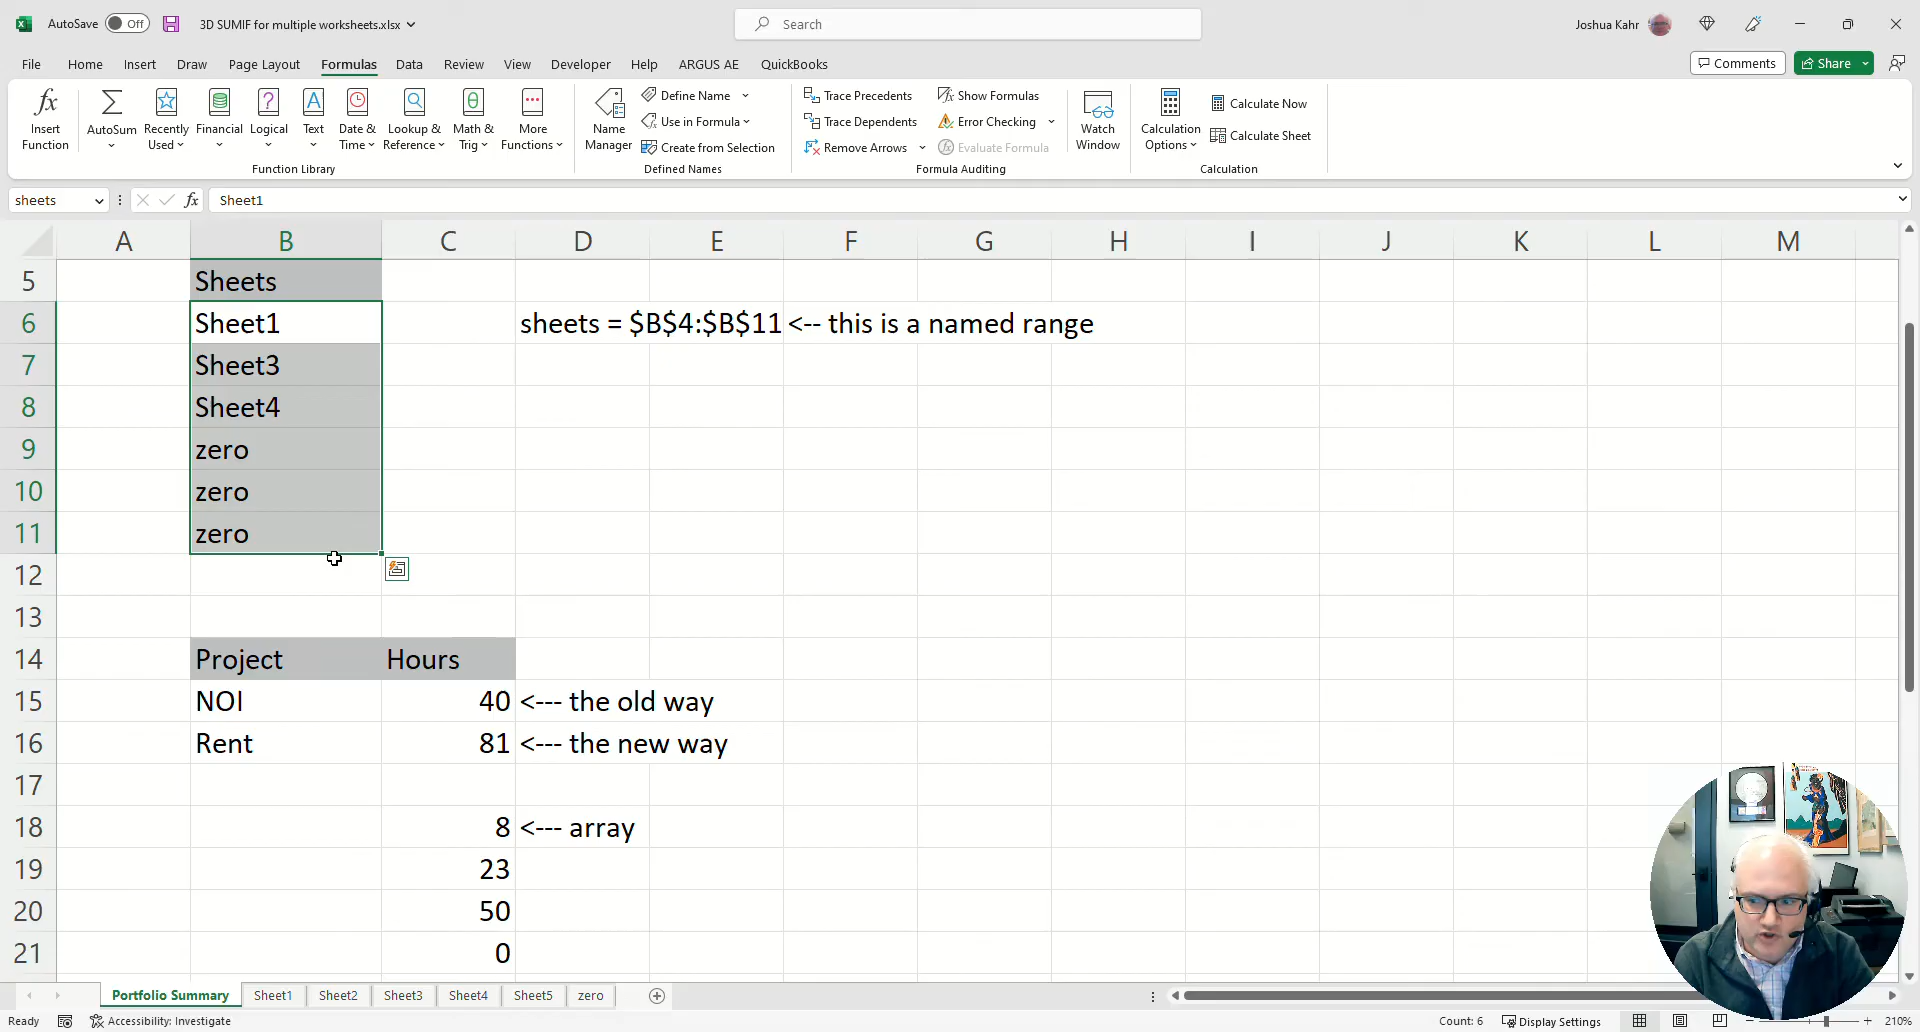 AutoSave Off 3D SUMIF for multiple worksheets.xlsx Search Joshua Kahr
File Home Insert Draw Page Layout Formulas Data Review View Developer Help ARGUS AE QuickBooks Comments Share
Insert Function
AutoSum
Recently Used
Financial
Logical
Text
Date & Time
Lookup & Reference
Math & Trig
More Functions
Function Library
Name Manager
Define Name
Use in Formula
Create from Selection
Defined Names
Trace Precedents
Trace Dependents
Remove Arrows
Show Formulas
Error Checking
Evaluate Formula
Formula Auditing
Watch Window
Calculation Options
Calculate Now
Calculate Sheet
Calculation
sheets fx Sheet1
A B C D E F G H I J K L M
5 Sheets
6 Sheet1 sheets = $B$4:$B$11 <-- this is a named range
7 Sheet3
8 Sheet4
9 zero
10 zero
11 zero
12
13
14 Project Hours
15 NOI 40 <--- the old way
16 Rent 81 <--- the new way
17
18 8 <--- array
19 23
20 50
21 0
Portfolio Summary Sheet1 Sheet2 Sheet3 Sheet4 Sheet5 zero
Ready Accessibility: Investigate Count: 6 Display Settings 210%